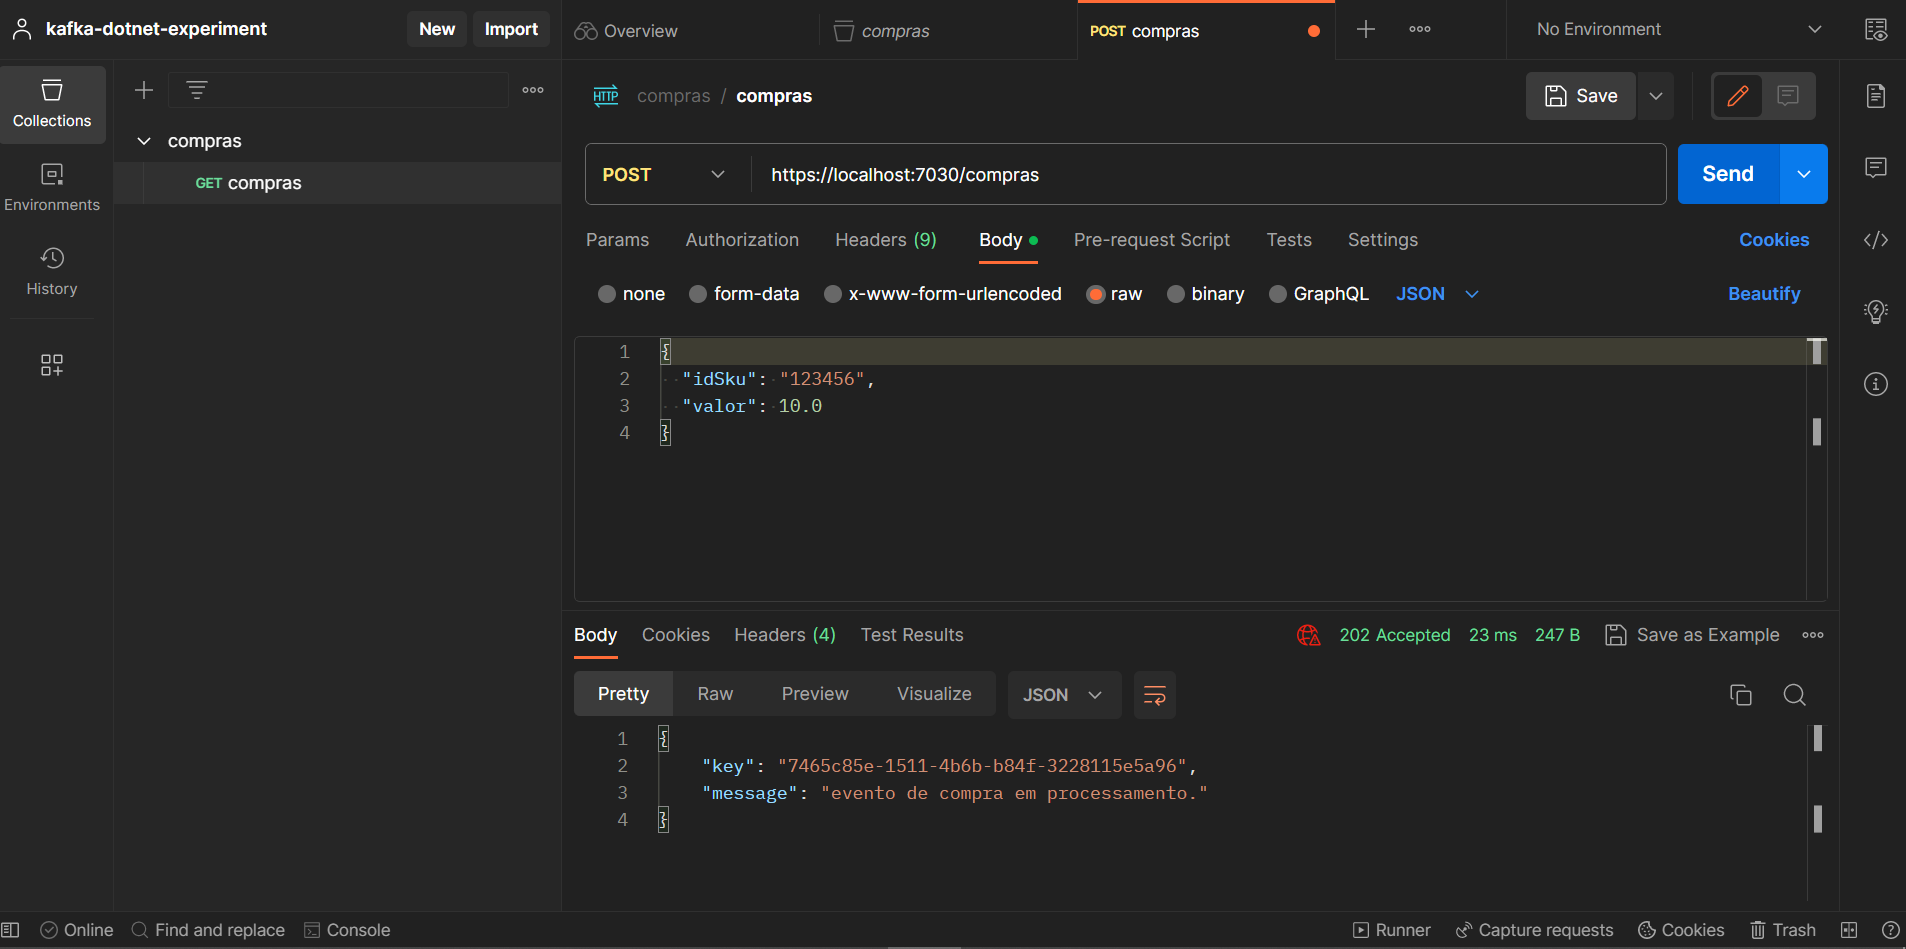 kafka-dotnet-experiment
New
Import
Overview
compras
POST compras
No Environment
Collections
Environments
History
compras
GET compras
HTTP
compras / compras
Save
POST
https://localhost:7030/compras
Send
Params
Authorization
Headers (9)
Body
Pre-request Script
Tests
Settings
Cookies
none
form-data
x-www-form-urlencoded
raw
binary
GraphQL
JSON
Beautify
1 {
2 "idSku": "123456",
3 "valor": 10.0
4 }
Body
Cookies
Headers (4)
Test Results
202 Accepted
23 ms
247 B
Save as Example
Pretty
Raw
Preview
Visualize
JSON
1 {
2 "key": "7465c85e-1511-4b6b-b84f-3228115e5a96",
3 "message": "evento de compra em processamento."
4 }
Online
Find and replace
Console
Runner
Capture requests
Cookies
Trash